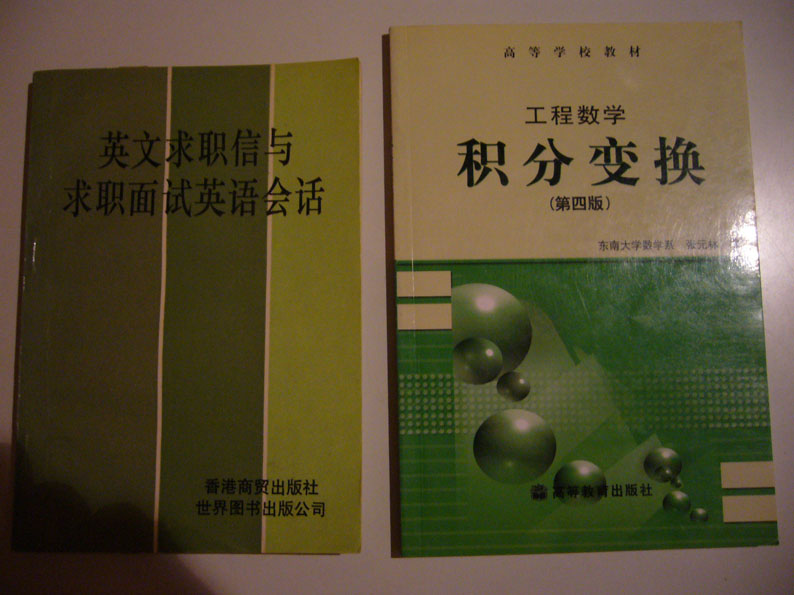 英文求职信与
求职面试英语会话
香港商贸出版社
世界图书出版公司
高等学校教材
工程数学
积分变换
(第四版)
东南大学数学系 张元林
高等教育出版社